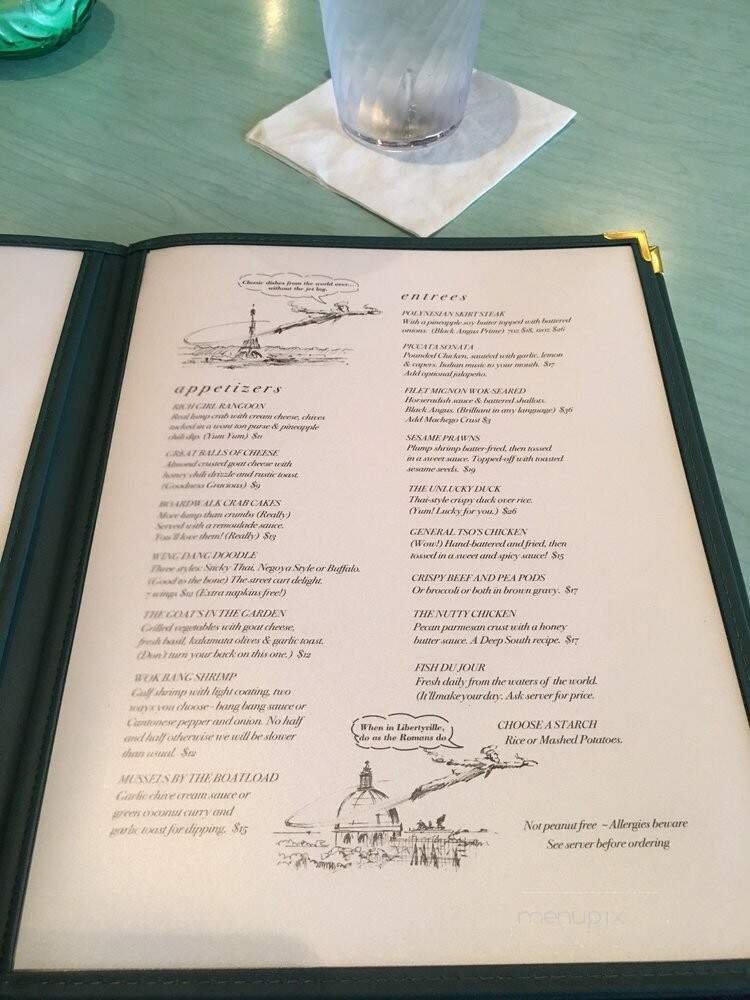 Classic dishes from the world over...
without the jet lag.
appetizers
RICH GIRL RANGOON
Real lump crab with cream cheese, chives
tucked in a wont ton purse & pineapple
chili dip. (Yum Yum) $11
GREAT BALLS OF CHEESE
Almond crusted goat cheese with
honey chili drizzle and rustic toast.
(Goodness Gracious) $9
BOARDWALK CRAB CAKES
More lump than crumbs (Really)
Served with a remoulade sauce.
You'll love them! (Really) $13
WING DANG DOODLE
Three styles: Sticky Thai, Negoya Style or Buffalo.
(Good to the bone) The street cart delight.
7 wings $12 (Extra napkins free!)
THE GOAT'S IN THE GARDEN
Grilled vegetables with goat cheese,
fresh basil, kalamata olives & garlic toast.
(Don't turn your back on this one.) $12
WOK BANG SHRIMP
Gulf shrimp with light coating, two
ways you choose - bang bang sauce or
Cantonese pepper and onion. No half
and half otherwise we will be slower
than usual. $12
MUSSELS BY THE BOATLOAD
Garlic chive cream sauce or
green coconut curry and
garlic toast for dipping. $15
entrees
POLYNESIAN SKIRT STEAK
With a pineapple soy butter topped with battered
onions. (Black Angus Prime) 7oz $18, 12oz $26
PICCATA SONATA
Pounded Chicken, sautéed with garlic, lemon
& capers. Italian music to your mouth. $17
Add optional jalapeño.
FILET MIGNON WOK-SEARED
Horseradish sauce & battered shallots.
Black Angus. (Brilliant in any language) $36
Add Machego Crust $3
SESAME PRAWNS
Plump shrimp batter-fried, then tossed
in a sweet sauce. Topped-off with toasted
sesame seeds. $19
THE UNLUCKY DUCK
Thai-style crispy duck over rice.
(Yum! Lucky for you.) $26
GENERAL TSO'S CHICKEN
(Wow!) Hand-battered and fried, then
tossed in a sweet and spicy sauce! $15
CRISPY BEEF AND PEA PODS
Or broccoli or both in brown gravy. $17
THE NUTTY CHICKEN
Pecan parmesan crust with a honey
butter sauce. A Deep South recipe. $17
FISH DU JOUR
Fresh daily from the waters of the world.
(It'll make your day. Ask server for price.
CHOOSE A STARCH
Rice or Mashed Potatoes.
When in Libertyville,
do as the Romans do
Not peanut free ~ Allergies beware
See server before ordering
menupix